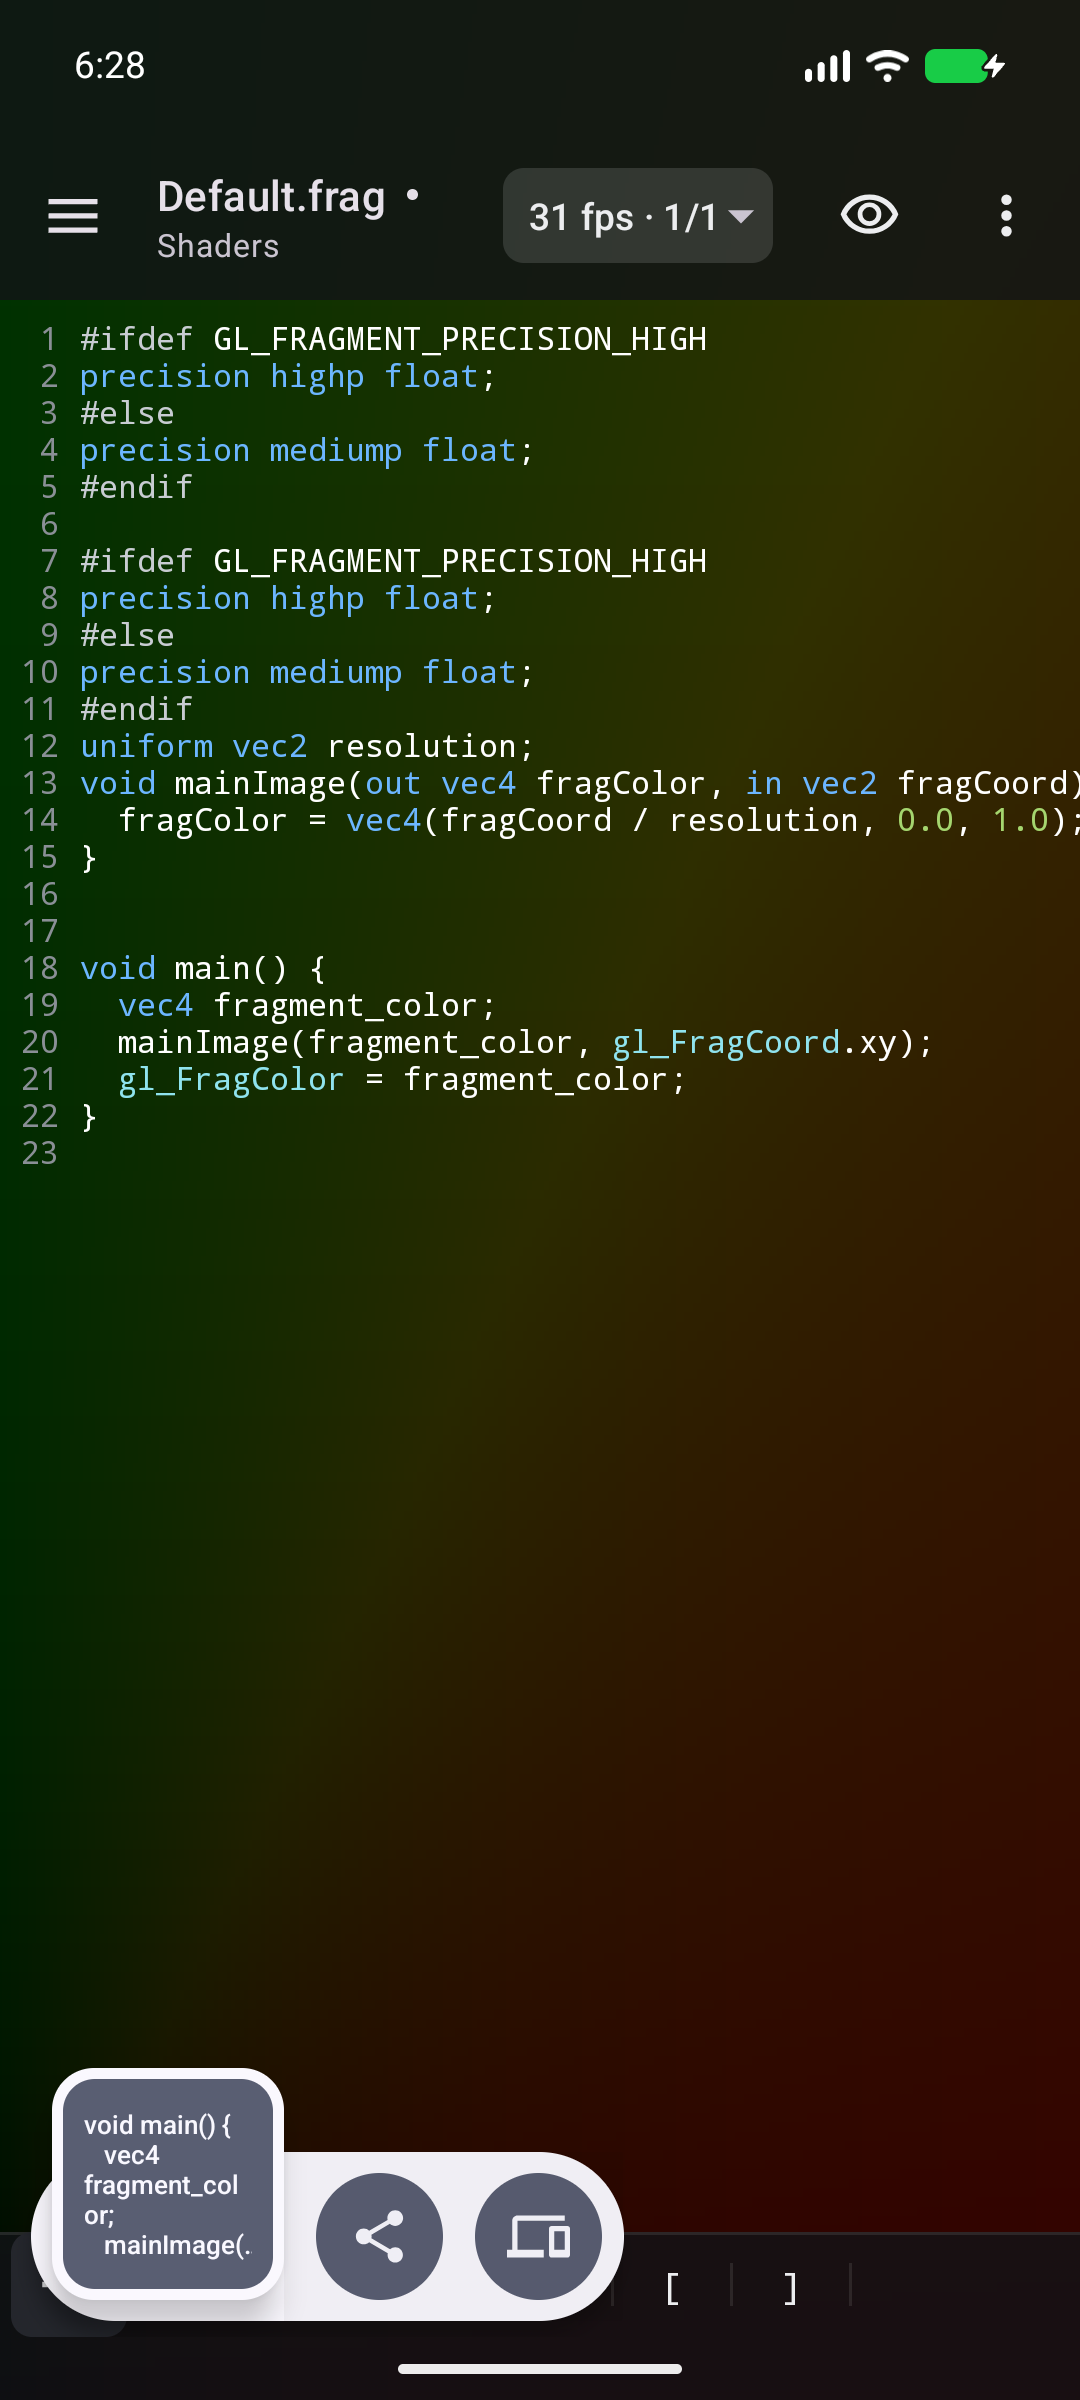 6:28
Default.frag •
Shaders
31 fps · 1/1
1 #ifdef GL_FRAGMENT_PRECISION_HIGH
2 precision highp float;
3 #else
4 precision mediump float;
5 #endif
6
7 #ifdef GL_FRAGMENT_PRECISION_HIGH
8 precision highp float;
9 #else
10 precision mediump float;
11 #endif
12 uniform vec2 resolution;
13 void mainImage(out vec4 fragColor, in vec2 fragCoord)
14   fragColor = vec4(fragCoord / resolution, 0.0, 1.0);
15 }
16
17
18 void main() {
19   vec4 fragment_color;
20   mainImage(fragment_color, gl_FragCoord.xy);
21   gl_FragColor = fragment_color;
22 }
23
void main() {
  vec4
fragment_col
or;
  mainImage(.
[ ]